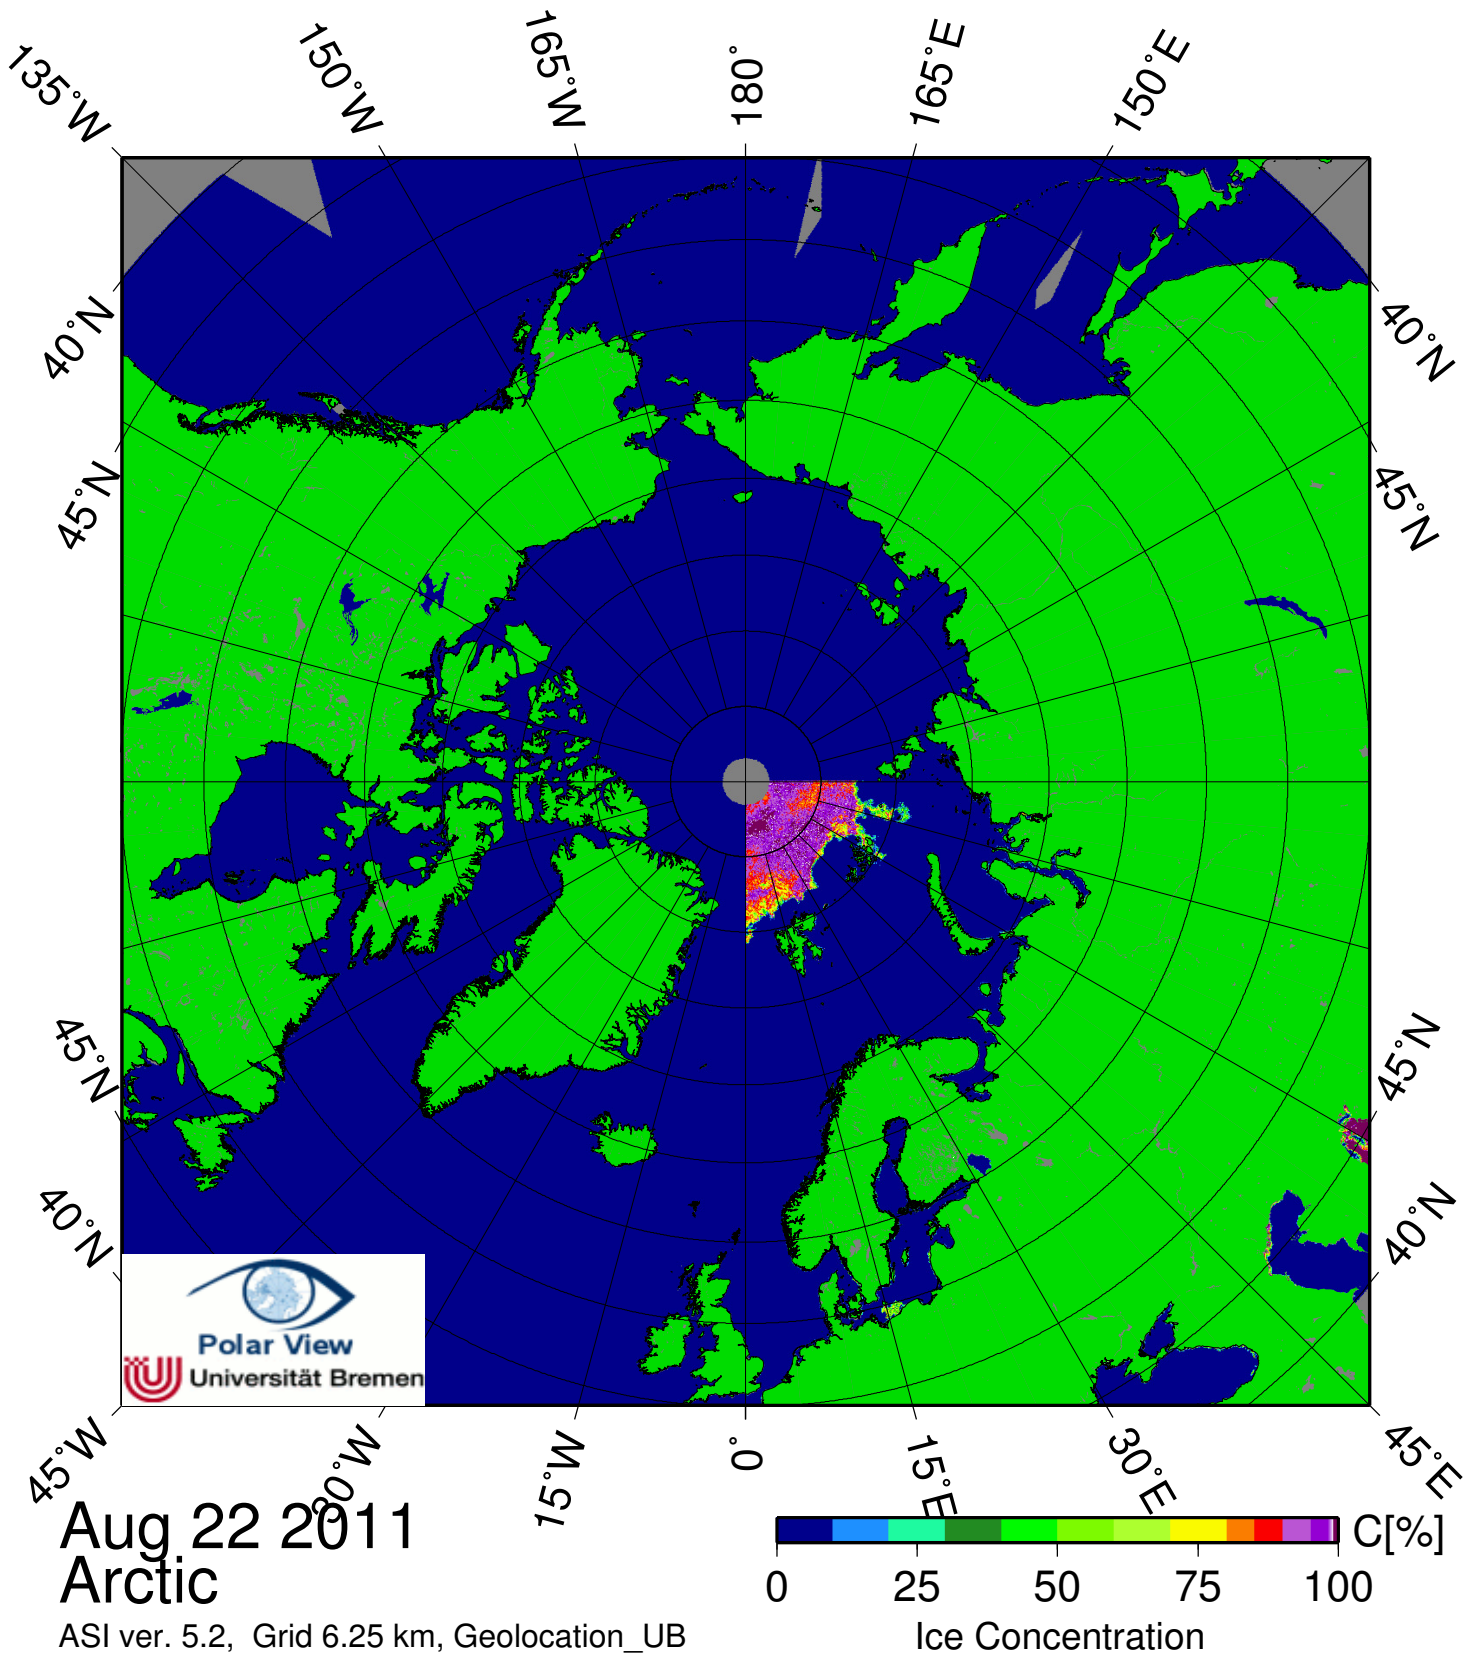 135°W
150°W
165°W
180°
165°E
150°E
40°N
45°N
40°N
45°N
45°N
40°N
45°N
40°N
Polar View
Universität Bremen
45°W
30°W
15°W
0°
15°E
30°E
45°E
Aug 22 2011
Arctic
ASI ver. 5.2, Grid 6.25 km, Geolocation_UB
C[%]
0 25 50 75 100
Ice Concentration